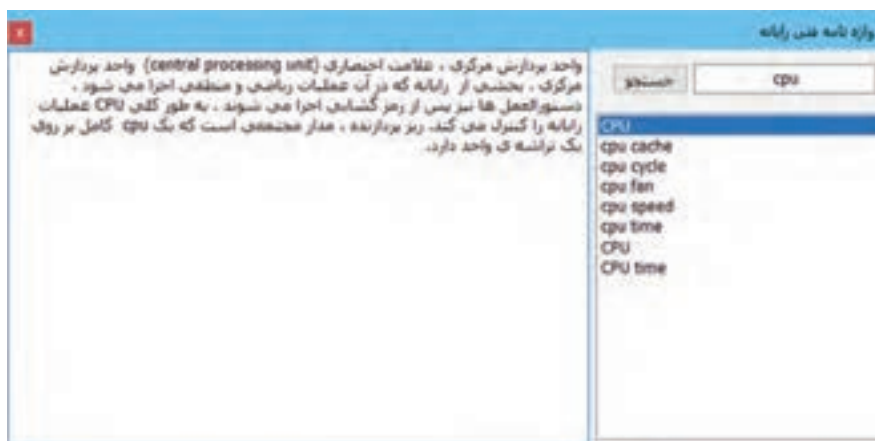 واژه نامه فنی رایانه
cpu
جستجو
CPU
cpu cache
cpu cycle
cpu fan
cpu speed
cpu time
CPU
CPU time
واحد پردازش مرکزی ، علامت اختصاری (central processing unit) واحد پردازش
مرکزی ، بخشی از رایانه که در آن عملیات ریاضی و منطقی اجرا می شود ،
دستورالعمل ها نیز پس از رمز گشایی اجرا می شوند ، به طور کلی CPU عملیات
رایانه را کنترل می کند. ریز پردازنده ، مدار مجتمعی است که یک cpu کامل بر روی
یک تراشه ی واحد دارد.